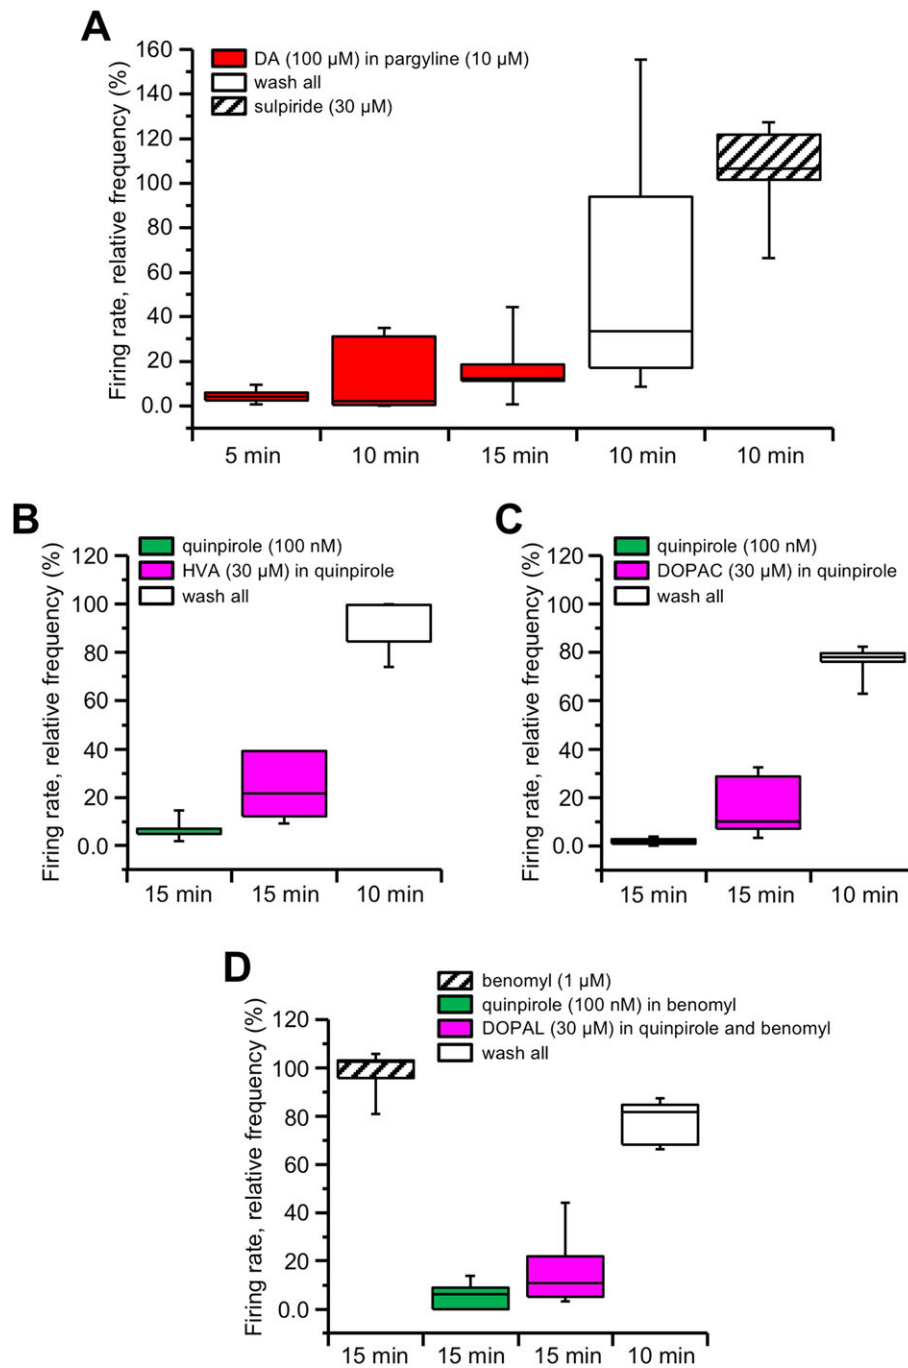 A
DA (100 µM) in pargyline (10 µM)
wash all
sulpiride (30 µM)
Firing rate, relative frequency (%)
160
140
120
100
80
60
40
20
0.0
5 min
10 min
15 min
10 min
10 min
B
quinpirole (100 nM)
HVA (30 µM) in quinpirole
wash all
Firing rate, relative frequency (%)
120
100
80
60
40
20
0.0
15 min
15 min
10 min
C
quinpirole (100 nM)
DOPAC (30 µM) in quinpirole
wash all
Firing rate, relative frequency (%)
120
100
80
60
40
20
0.0
15 min
15 min
10 min
D
benomyl (1 µM)
quinpirole (100 nM) in benomyl
DOPAL (30 µM) in quinpirole and benomyl
wash all
Firing rate, relative frequency (%)
120
100
80
60
40
20
0.0
15 min
15 min
15 min
10 min